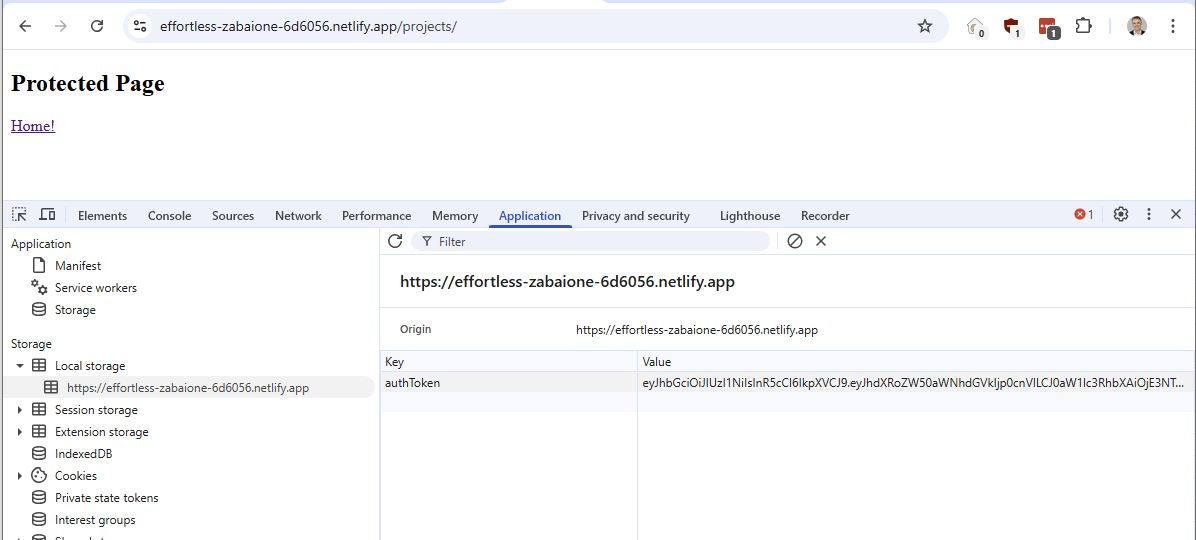 effortless-zabaione-6d6056.netlify.app/projects/
0
1
1
Protected Page
Home!
Elements Console Sources Network Performance Memory Application Privacy and security Lighthouse Recorder 1
Application
Manifest
Service workers
Storage
Storage
Local storage
https://effortless-zabaione-6d6056.netlify.app
Session storage
Extension storage
IndexedDB
Cookies
Private state tokens
Interest groups
Filter
https://effortless-zabaione-6d6056.netlify.app
Origin https://effortless-zabaione-6d6056.netlify.app
Key Value
authToken